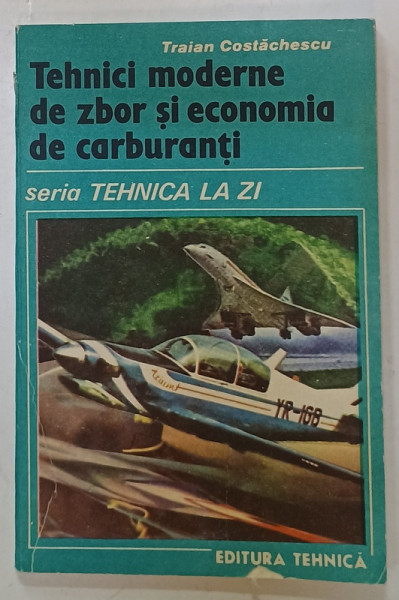 Traian Costăchescu
Tehnici moderne
de zbor și economia
de carburanți
seria TEHNICA LA ZI
YR-IGB
EDITURA TEHNICĂ